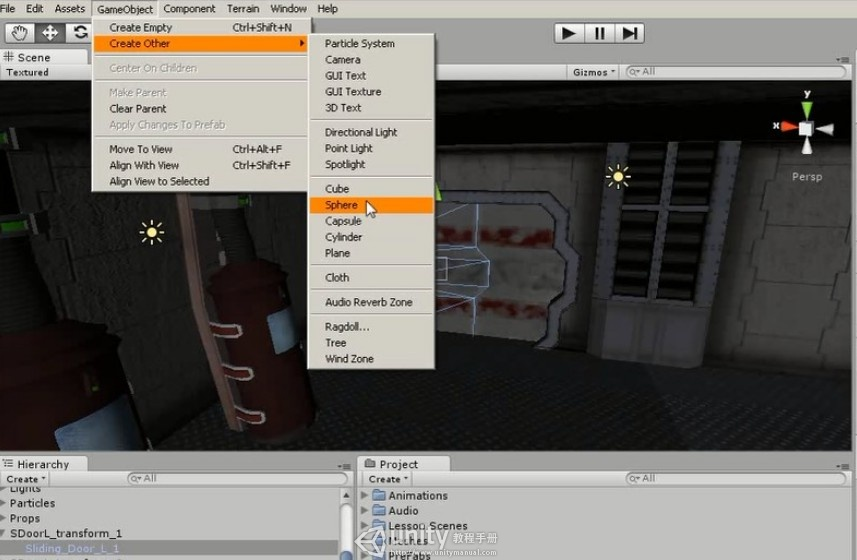 File Edit Assets GameObject Component Terrain Window Help
Create Empty Ctrl+Shift+N
Create Other
Center On Children
Make Parent
Clear Parent
Apply Changes To Prefab
Move To View Ctrl+Alt+F
Align With View Ctrl+Shift+F
Align View to Selected
Particle System
Camera
GUI Text
GUI Texture
3D Text
Directional Light
Point Light
Spotlight
Cube
Sphere
Capsule
Cylinder
Plane
Cloth
Audio Reverb Zone
Ragdoll...
Tree
Wind Zone
# Scene
Textured
Gizmos
All
y
x
Persp
Hierarchy
Create All
Lights
Particles
Props
SDoorL_transform_1
Sliding_Door_L_1
Project
Create All
Animations
Audio
Lesson Scenes
Prefabs
unity 教程手册
http://www.unitymanual.com